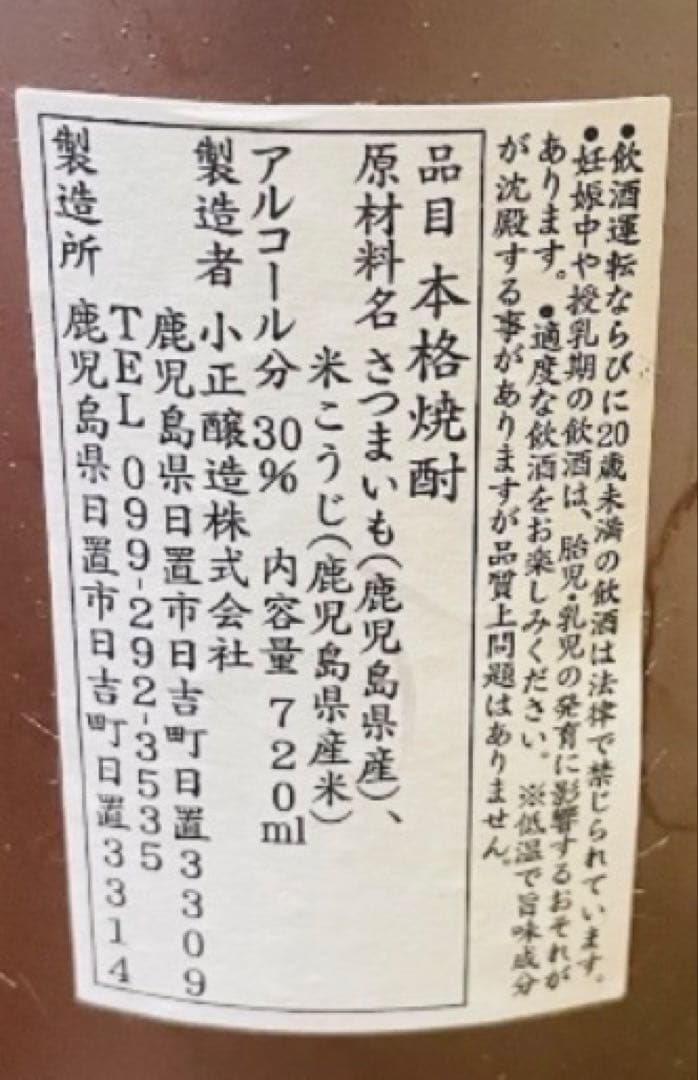 ●飲酒運転ならびに20歳未満の飲酒は法律で禁じられています。
●妊娠中や授乳期の飲酒は、胎児・乳児の発育に影響するおそれが
あります。●適度な飲酒をお楽しみください。※低温で旨味成分
が沈殿する事がありますが品質上問題はありません。
品目 本格焼酎
原材料名 さつまいも(鹿児島県産)、
米こうじ(鹿児島県産米)
アルコール分 30% 内容量 720ml
製造者 小正醸造株式会社
鹿児島県日置市日吉町日置3309
TEL 099-292-3535
製造所 鹿児島県日置市日吉町日置3314